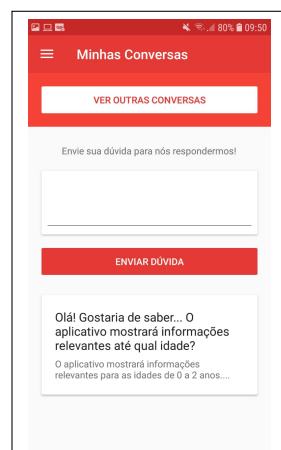 80% 09:50
Minhas Conversas
VER OUTRAS CONVERSAS
Envie sua dúvida para nós respondermos!
ENVIAR DÚVIDA
Olá! Gostaria de saber... O
aplicativo mostrará informações
relevantes até qual idade?
O aplicativo mostrará informações
relevantes para as idades de 0 a 2 anos....